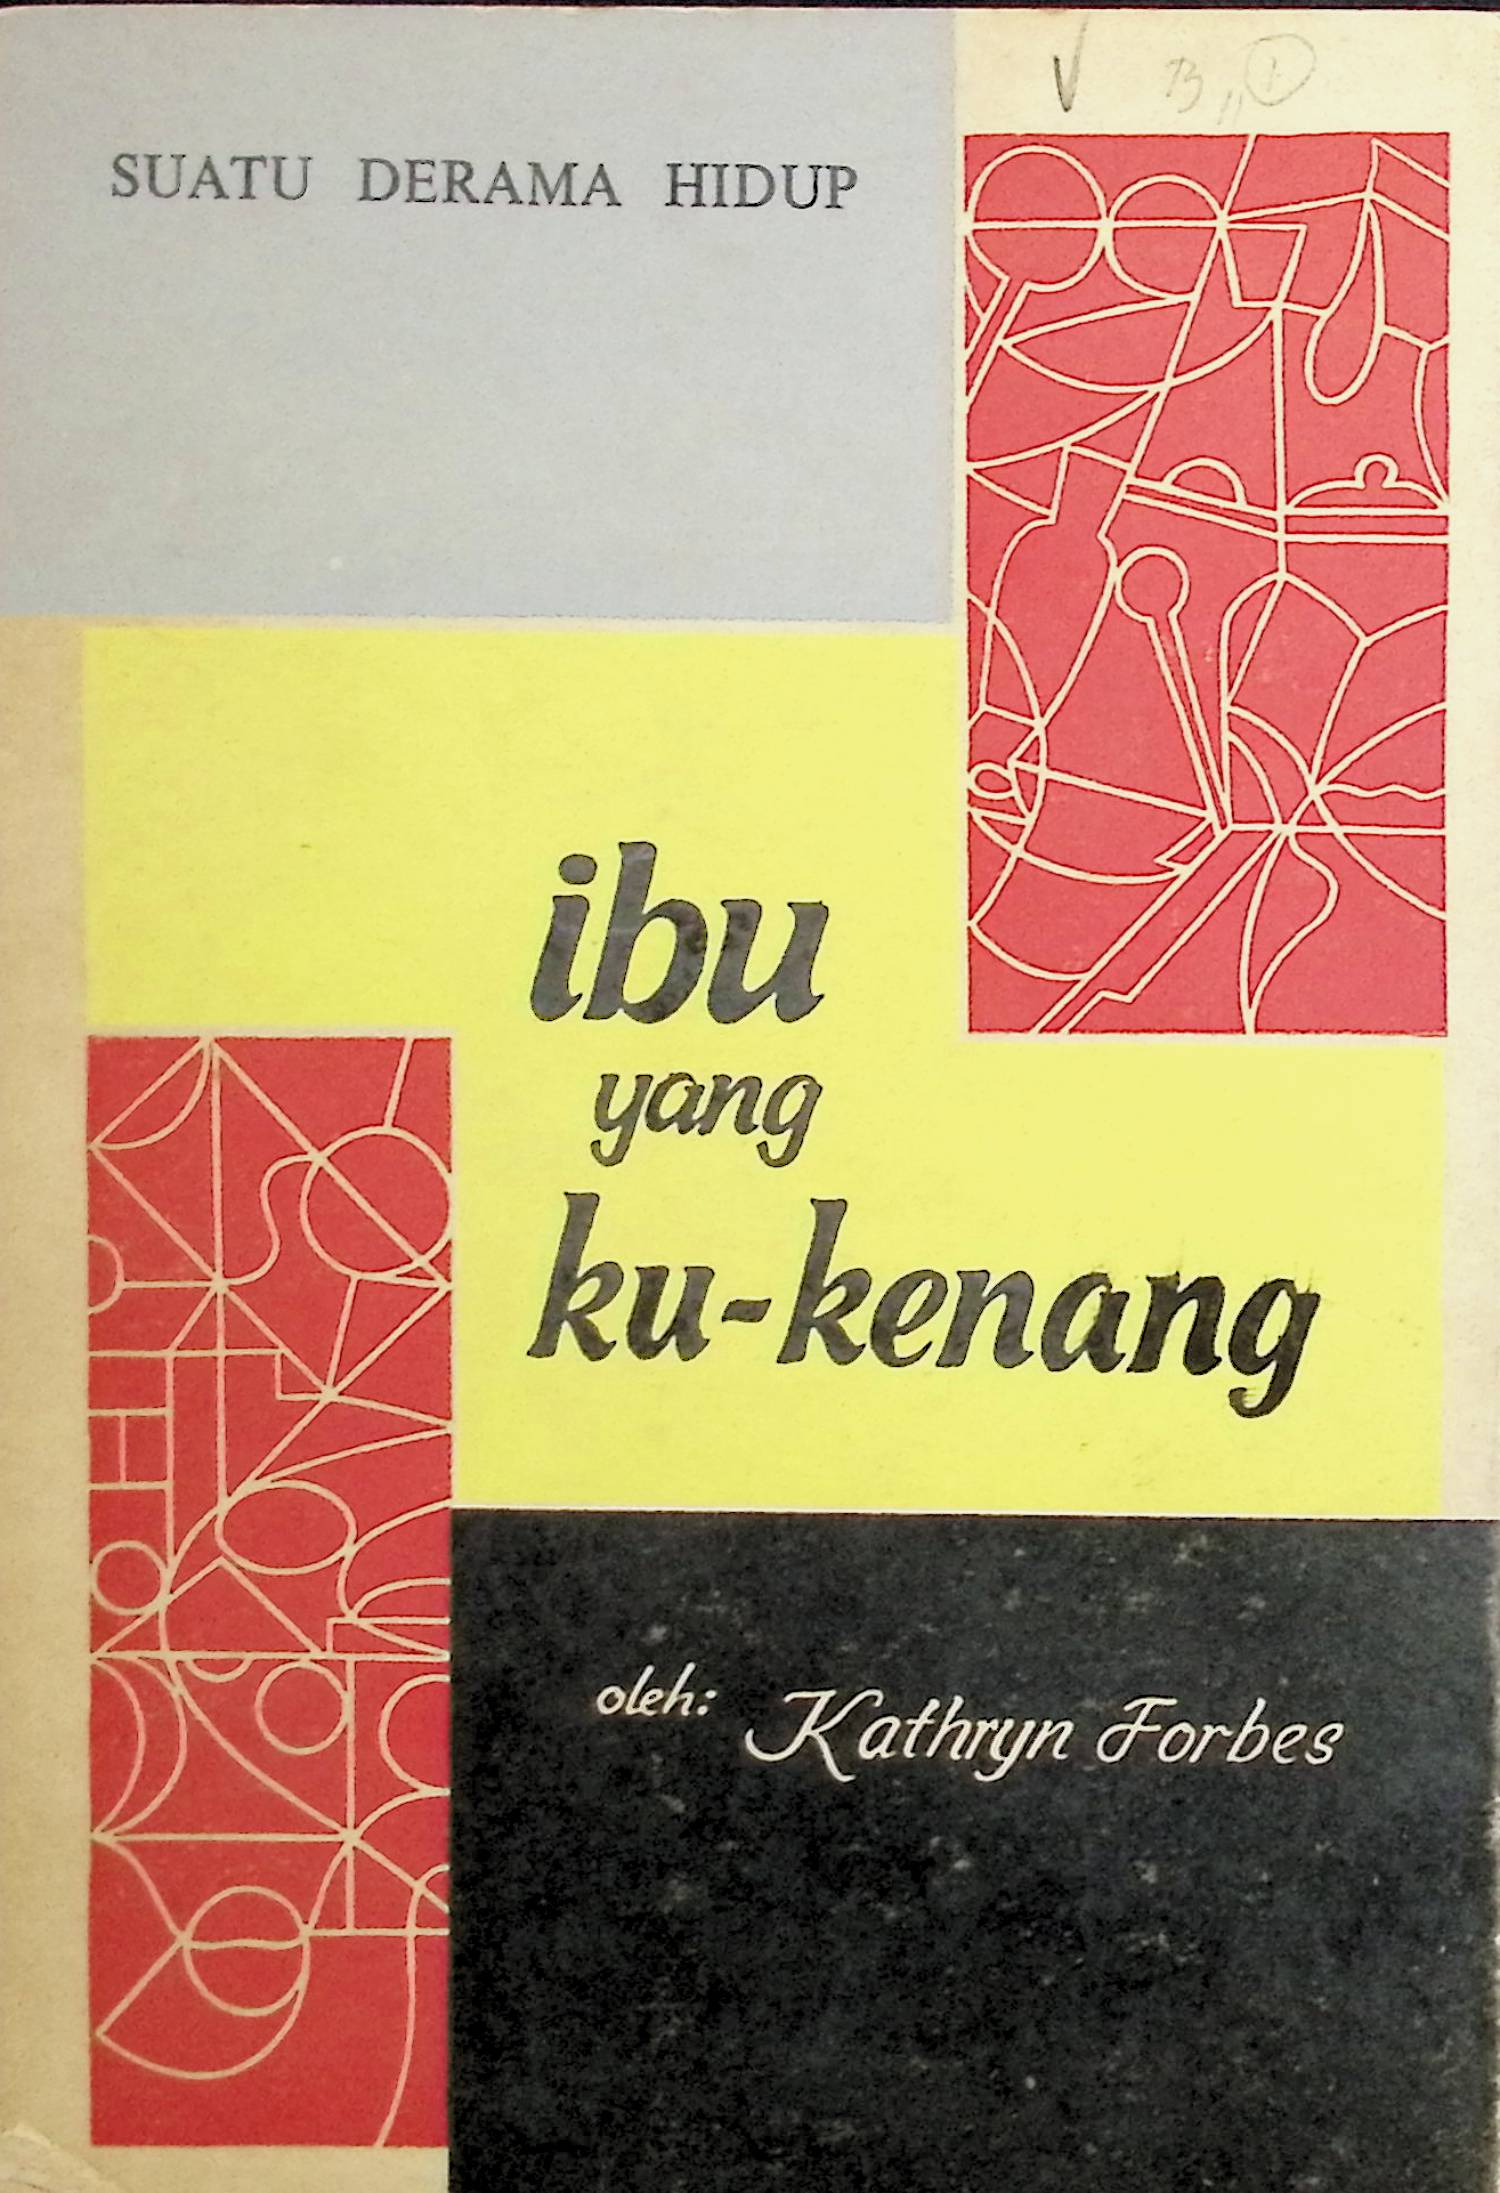 SUATU DERAMA HIDUP
ibu
yang
ku-kenang
oleh: Kathryn Forbes